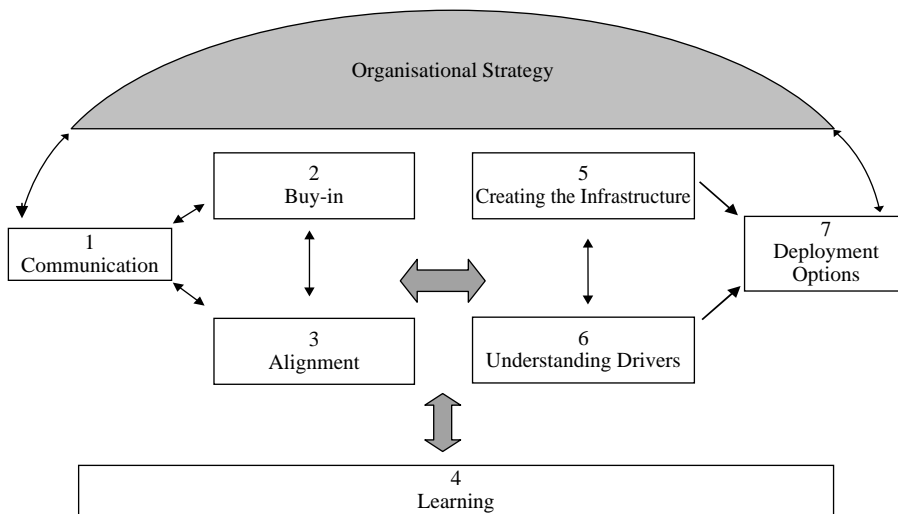 Organisational Strategy
1
Communication
2
Buy-in
3
Alignment
5
Creating the Infrastructure
6
Understanding Drivers
7
Deployment
Options
4
Learning